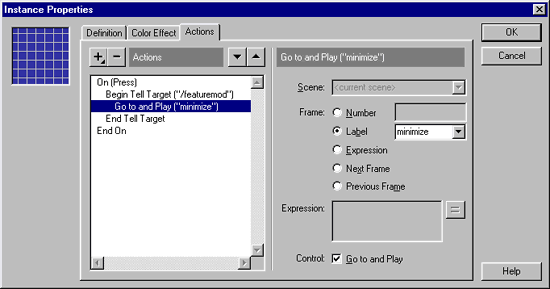 Instance Properties
Definition
Color Effect
Actions
OK
Cancel
Help
Actions
On (Press)
Begin Tell Target ("/featuremod")
Go to and Play ("minimize")
End Tell Target
End On
Go to and Play ("minimize")
Scene: <current scene>
Frame: Number
Label minimize
Expression
Next Frame
Previous Frame
Expression: =
Control: Go to and Play